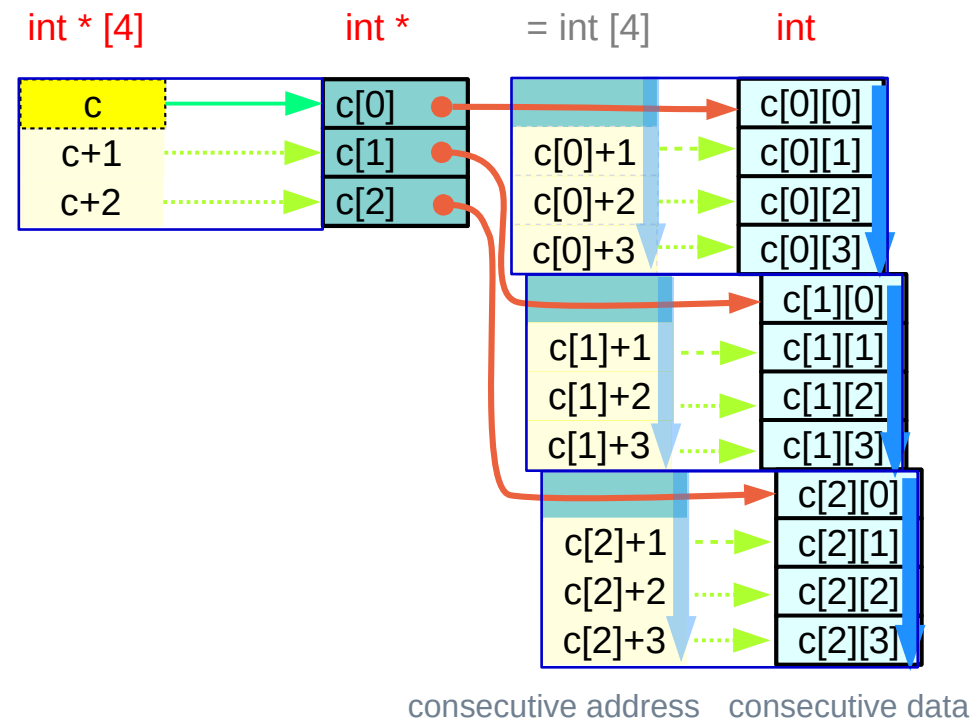 int * [4] int * = int [4] int
c c[0] c[0][0]
c+1 c[1] c[0]+1 c[0][1]
c+2 c[2] c[0]+2 c[0][2]
c[0]+3 c[0][3]
c[1][0]
c[1]+1 c[1][1]
c[1]+2 c[1][2]
c[1]+3 c[1][3]
c[2][0]
c[2]+1 c[2][1]
c[2]+2 c[2][2]
c[2]+3 c[2][3]
consecutive address consecutive data